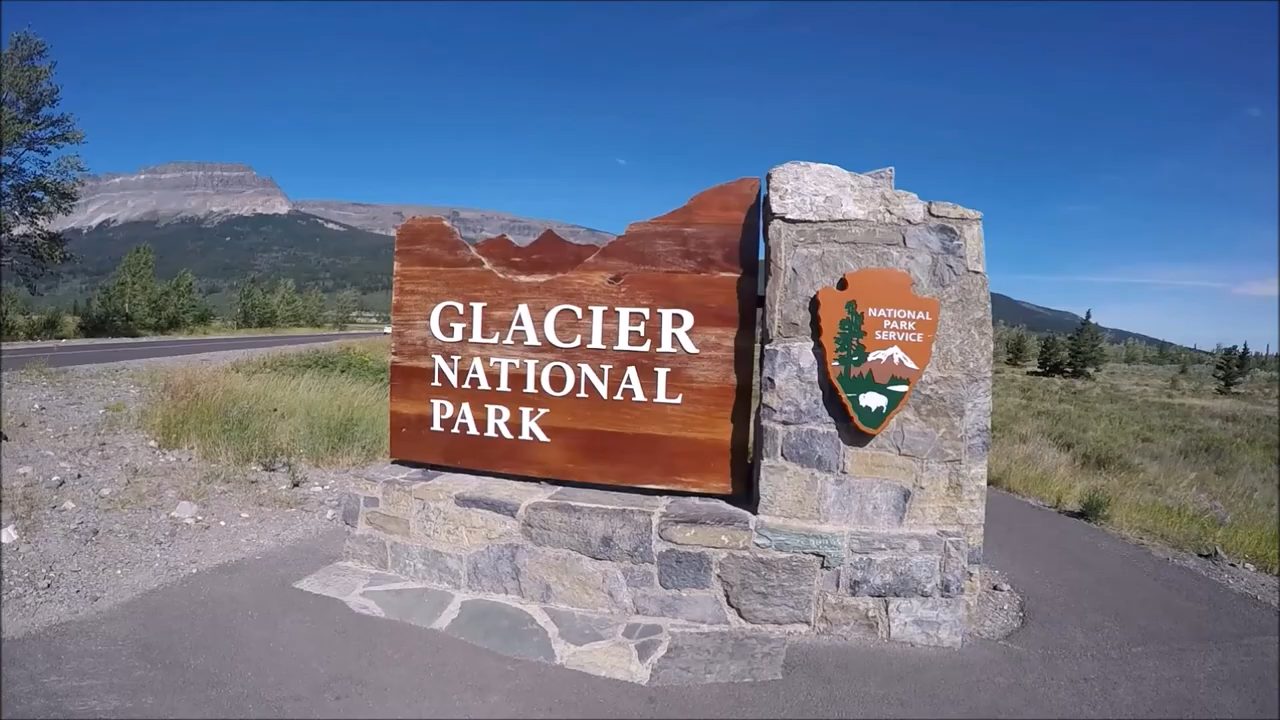 GLACIER
NATIONAL
PARK
NATIONAL
PARK
SERVICE